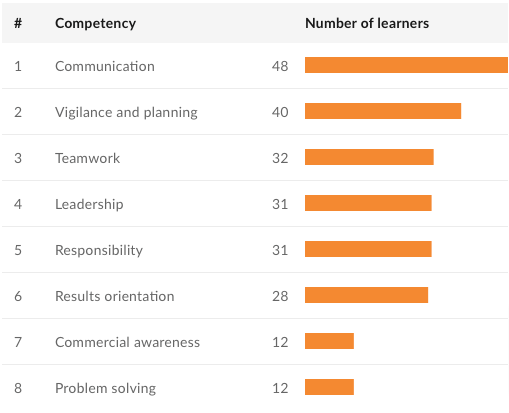 # Competency Number of learners
1 Communication 48
2 Vigilance and planning 40
3 Teamwork 32
4 Leadership 31
5 Responsibility 31
6 Results orientation 28
7 Commercial awareness 12
8 Problem solving 12